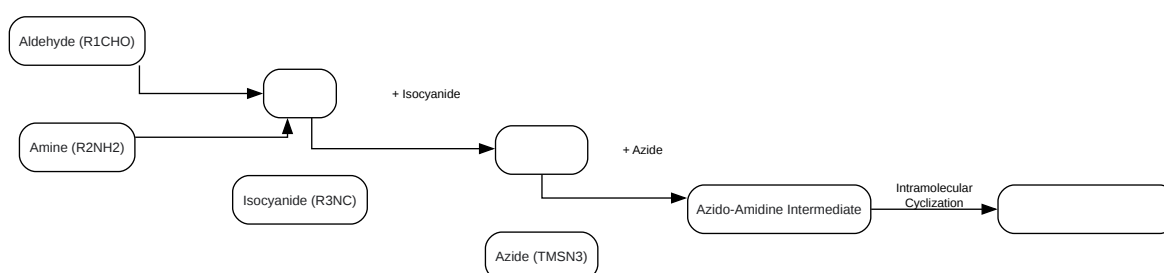 Aldehyde (R1CHO)
+ Isocyanide
Amine (R2NH2)
+ Azide
Isocyanide (R3NC)
Intramolecular
Cyclization
Azido-Amidine Intermediate
Azide (TMSN3)